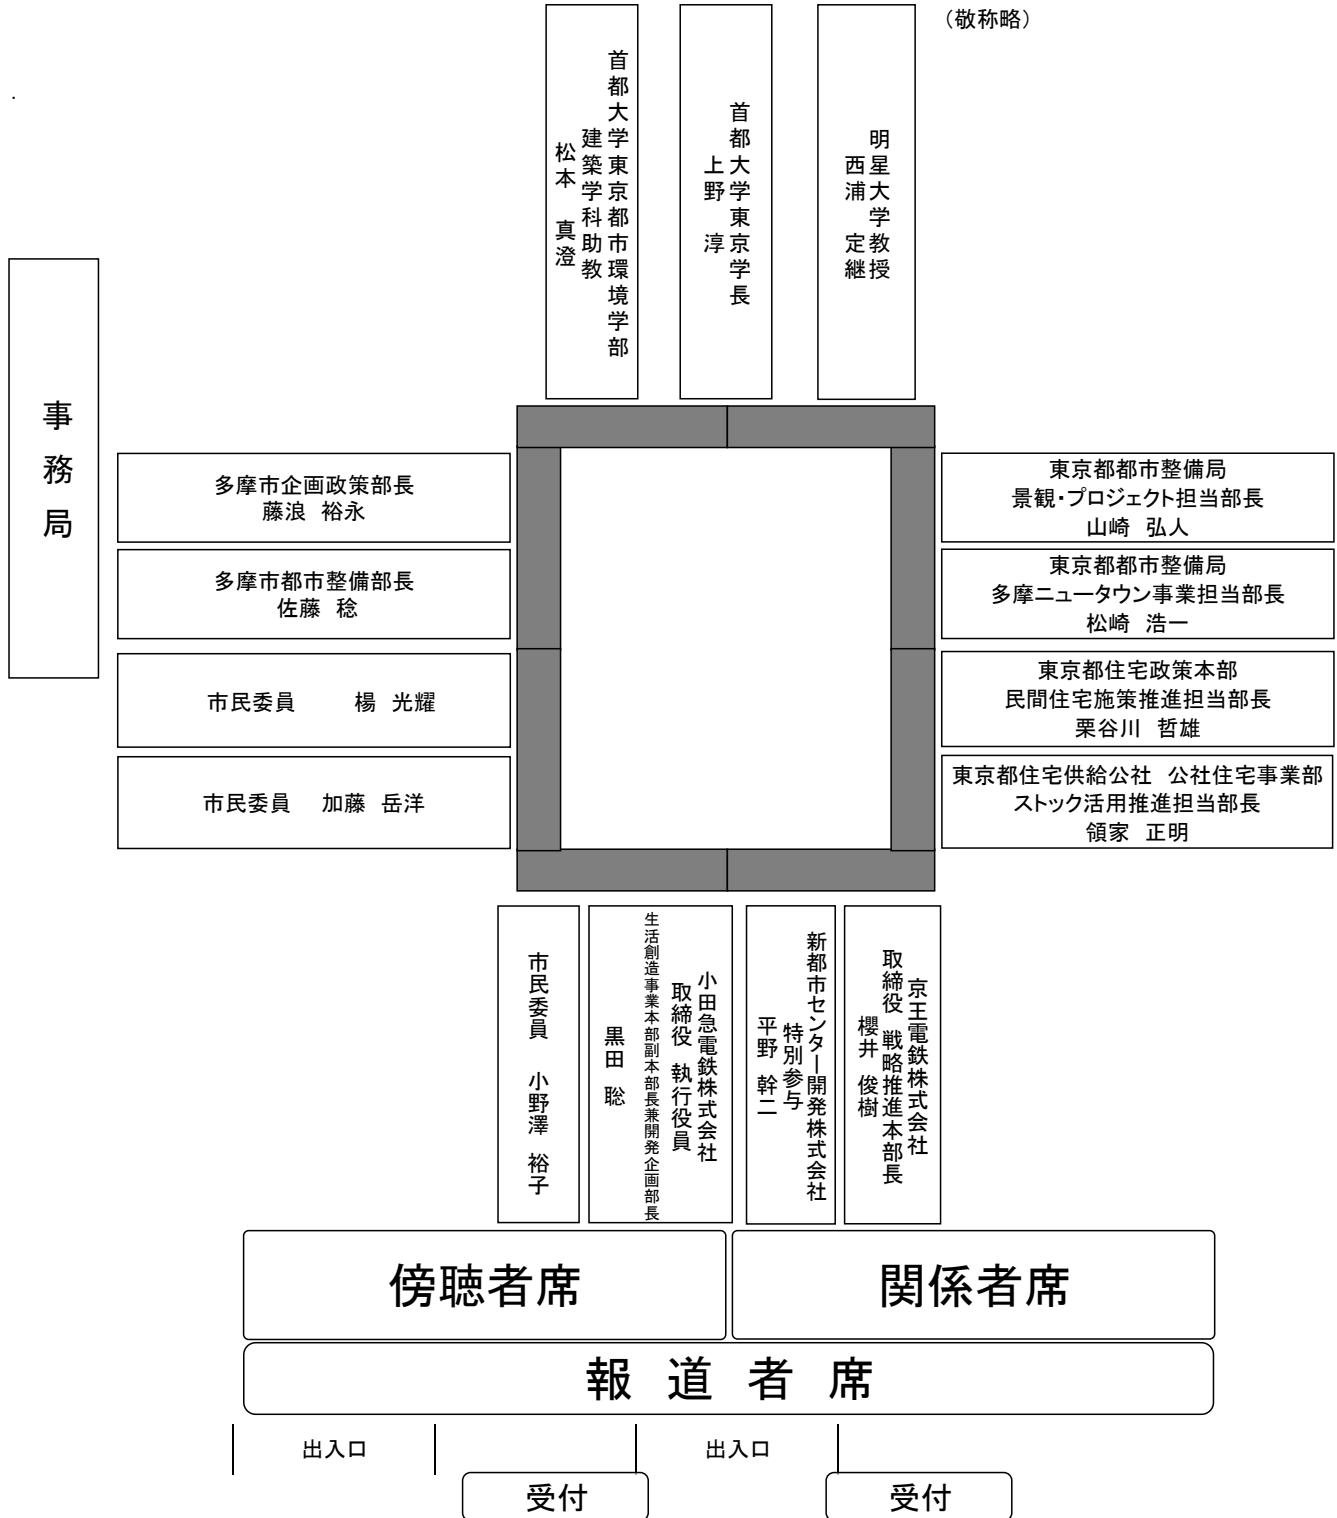 （敬称略）
首都大学東京都市環境学部
建築学科助教
松本　真澄
首都大学東京学長
上野　淳
明星大学教授
西浦　定継
事務局
多摩市企画政策部長
藤浪　裕永
多摩市都市整備部長
佐藤　稔
市民委員　　　楊　光耀
市民委員　加藤　岳洋
東京都都市整備局
景観・プロジェクト担当部長
山崎　弘人
東京都都市整備局
多摩ニュータウン事業担当部長
松崎　浩一
東京都住宅政策本部
民間住宅施策推進担当部長
栗谷川　哲雄
東京都住宅供給公社　公社住宅事業部
ストック活用推進担当部長
領家　正明
市民委員　小野澤　裕子
小田急電鉄株式会社
取締役　執行役員
生活創造事業本部副本部長兼開発企画部長
黒田　聡
新都市センター開発株式会社
特別参与
平野　幹二
京王電鉄株式会社
取締役　戦略推進本部長
櫻井　俊樹
傍聴者席
関係者席
報　道　者　席
出入口
出入口
受付
受付